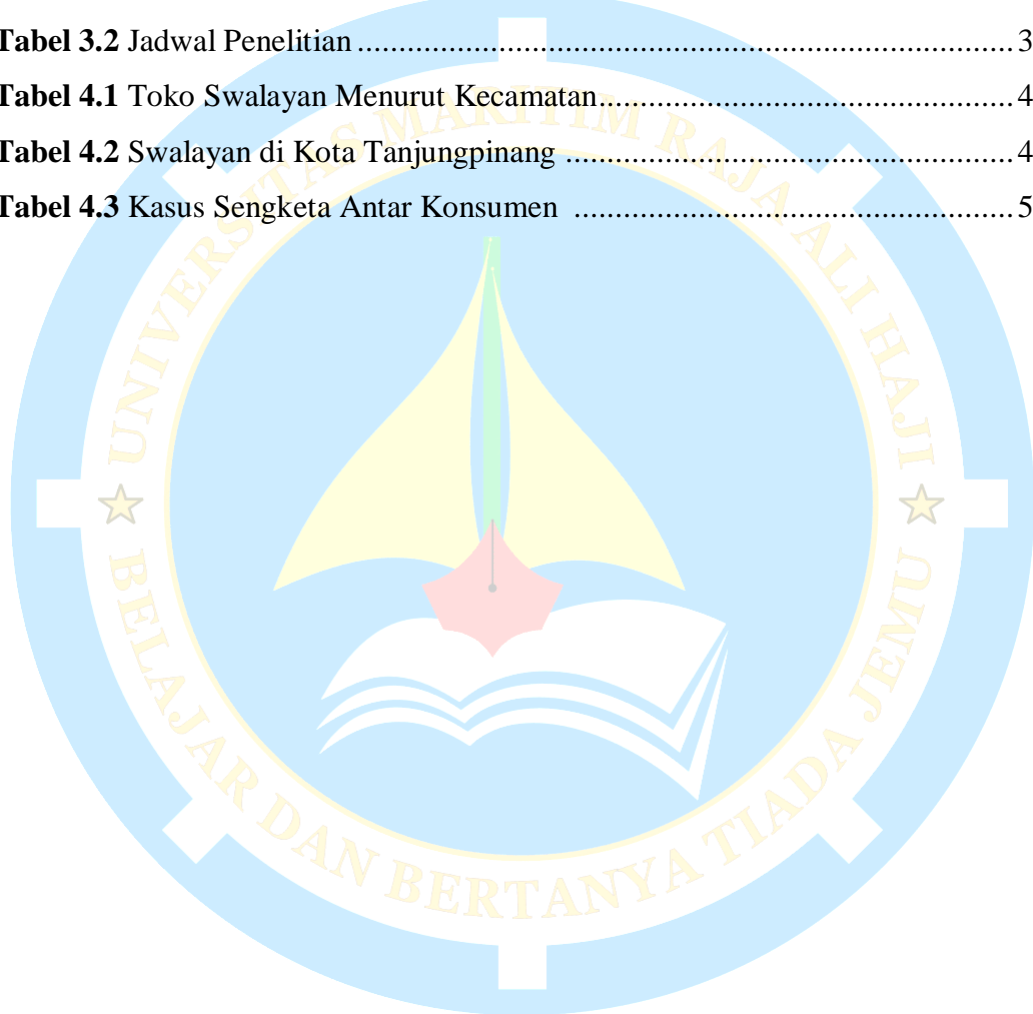 Tabel 3.2 Jadwal Penelitian ........................................................................ 3
Tabel 4.1 Toko Swalayan Menurut Kecamatan ........................................................................ 4
Tabel 4.2 Swalayan di Kota Tanjungpinang ........................................................................ 4
Tabel 4.3 Kasus Sengketa Antar Konsumen ........................................................................ 5
UNIVERSITAS MARITIM RAJA ALI HAJI
BELAJAR DAN BERTANYA TIADA JEMU